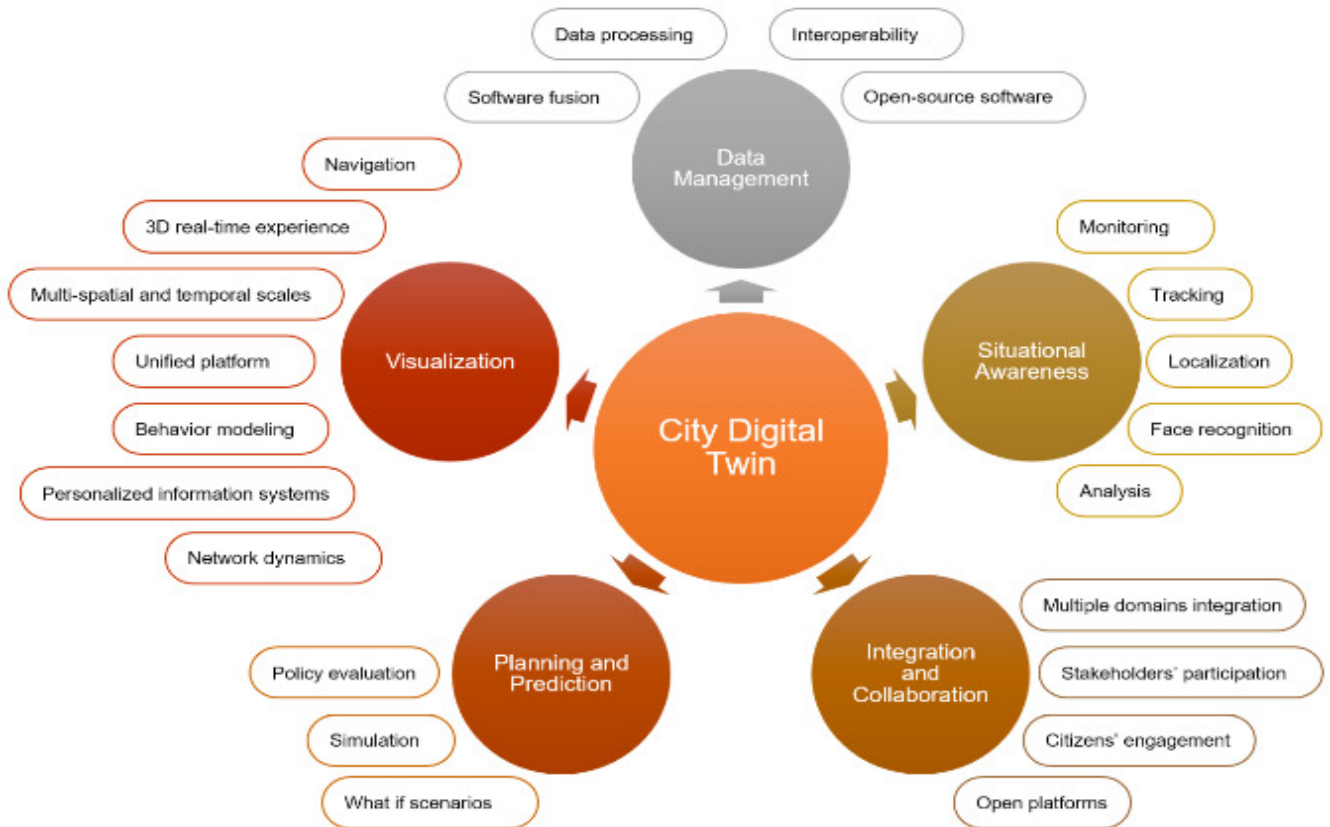 Data processing
Interoperability
Software fusion
Open-source software
Data
Management
Navigation
3D real-time experience
Multi-spatial and temporal scales
Unified platform
Behavior modeling
Personalized information systems
Network dynamics
Visualization
Monitoring
Tracking
Localization
Face recognition
Analysis
Situational
Awareness
City Digital
Twin
Planning and
Prediction
Policy evaluation
Simulation
What if scenarios
Integration
and
Collaboration
Multiple domains integration
Stakeholders' participation
Citizens' engagement
Open platforms